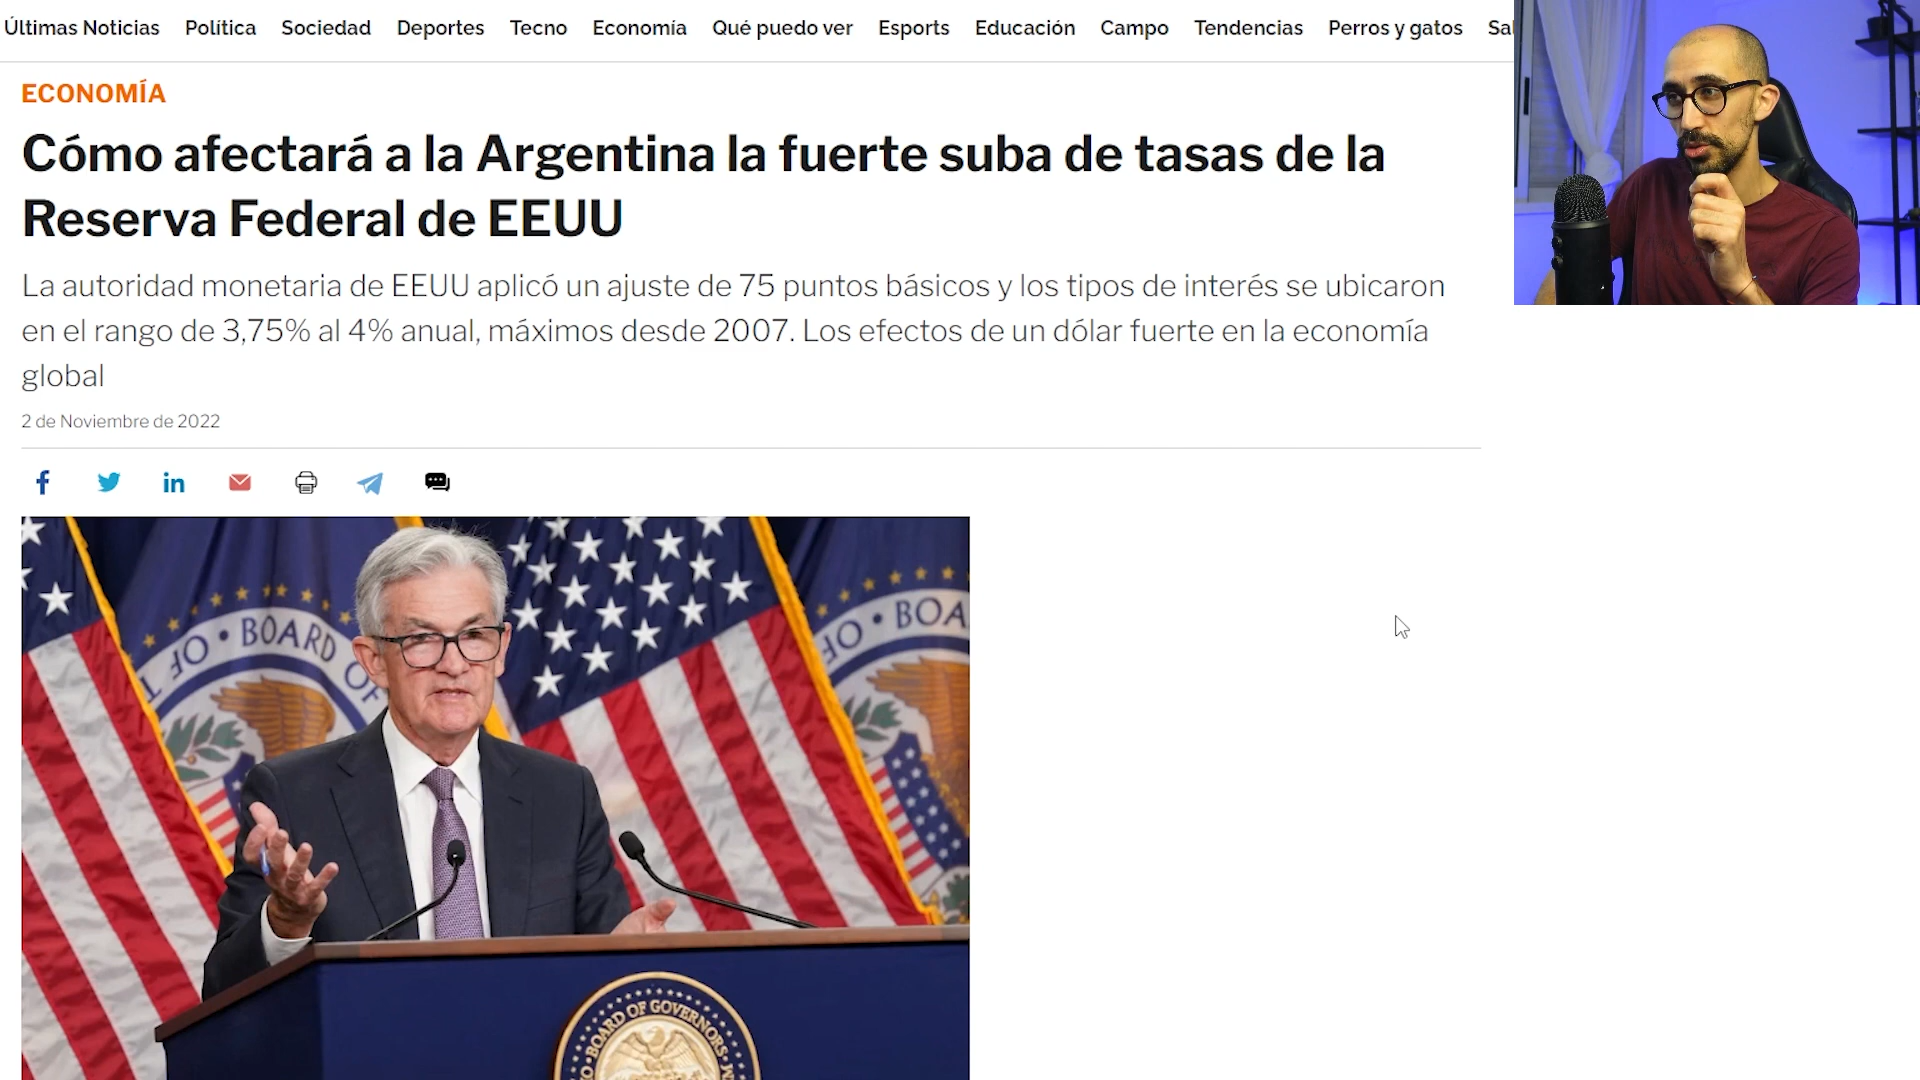 Últimas Noticias Política Sociedad Deportes Tecno Economía Qué puedo ver Esports Educación Campo Tendencias Perros y gatos Sal
ECONOMÍA
Cómo afectará a la Argentina la fuerte suba de tasas de la
Reserva Federal de EEUU
La autoridad monetaria de EEUU aplicó un ajuste de 75 puntos básicos y los tipos de interés se ubicaron
en el rango de 3,75% al 4% anual, máximos desde 2007. Los efectos de un dólar fuerte en la economía
global
2 de Noviembre de 2022
f
in
OF • BOARD OF
OF • BOA
BOARD OF GOVERNORS